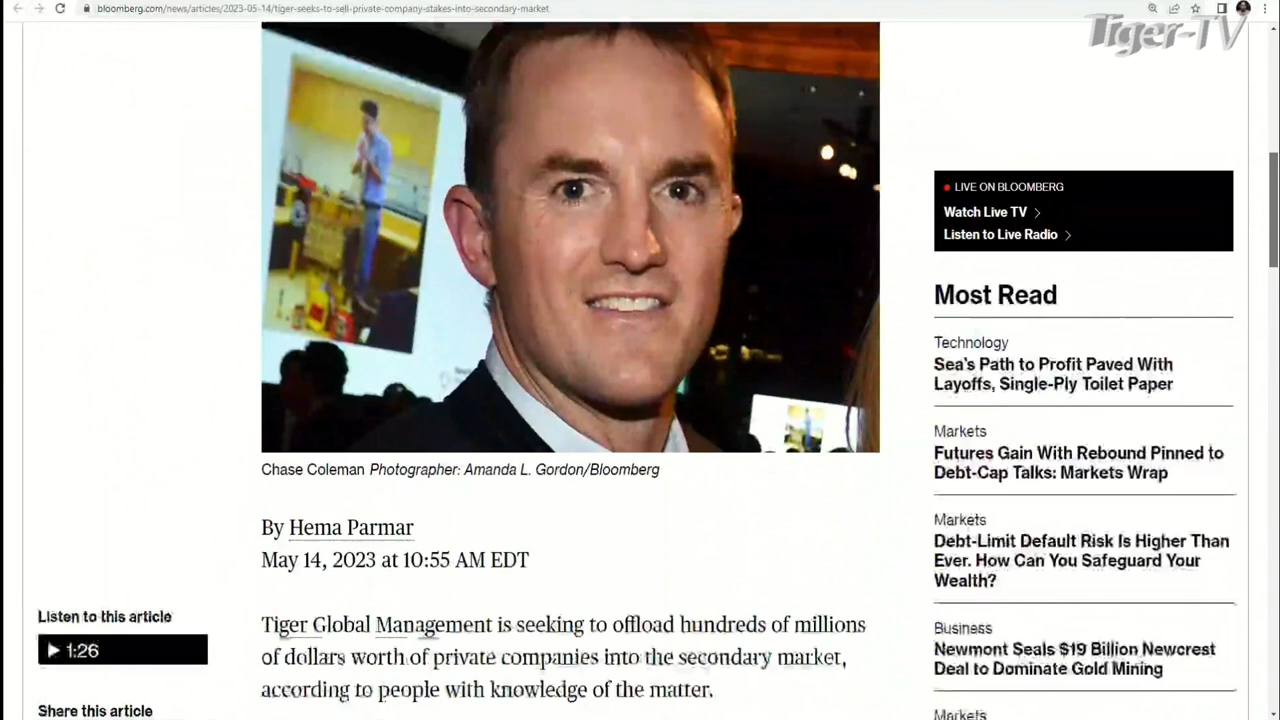 bloomberg.com/news/articles/2023-05-14/tiger-seeks-to-sell-private-company-stakes-into-secondary-market
Tiger-TV
Chase Coleman Photographer: Amanda L. Gordon/Bloomberg
By Hema Parmar
May 14, 2023 at 10:55 AM EDT
Listen to this article
1:26
Share this article
Tiger Global Management is seeking to offload hundreds of millions
of dollars worth of private companies into the secondary market,
according to people with knowledge of the matter.
LIVE ON BLOOMBERG
Watch Live TV
Listen to Live Radio
Most Read
Technology
Sea's Path to Profit Paved With
Layoffs, Single-Ply Toilet Paper
Markets
Futures Gain With Rebound Pinned to
Debt-Cap Talks: Markets Wrap
Markets
Debt-Limit Default Risk Is Higher Than
Ever. How Can You Safeguard Your
Wealth?
Business
Newmont Seals $19 Billion Newcrest
Deal to Dominate Gold Mining
Markets